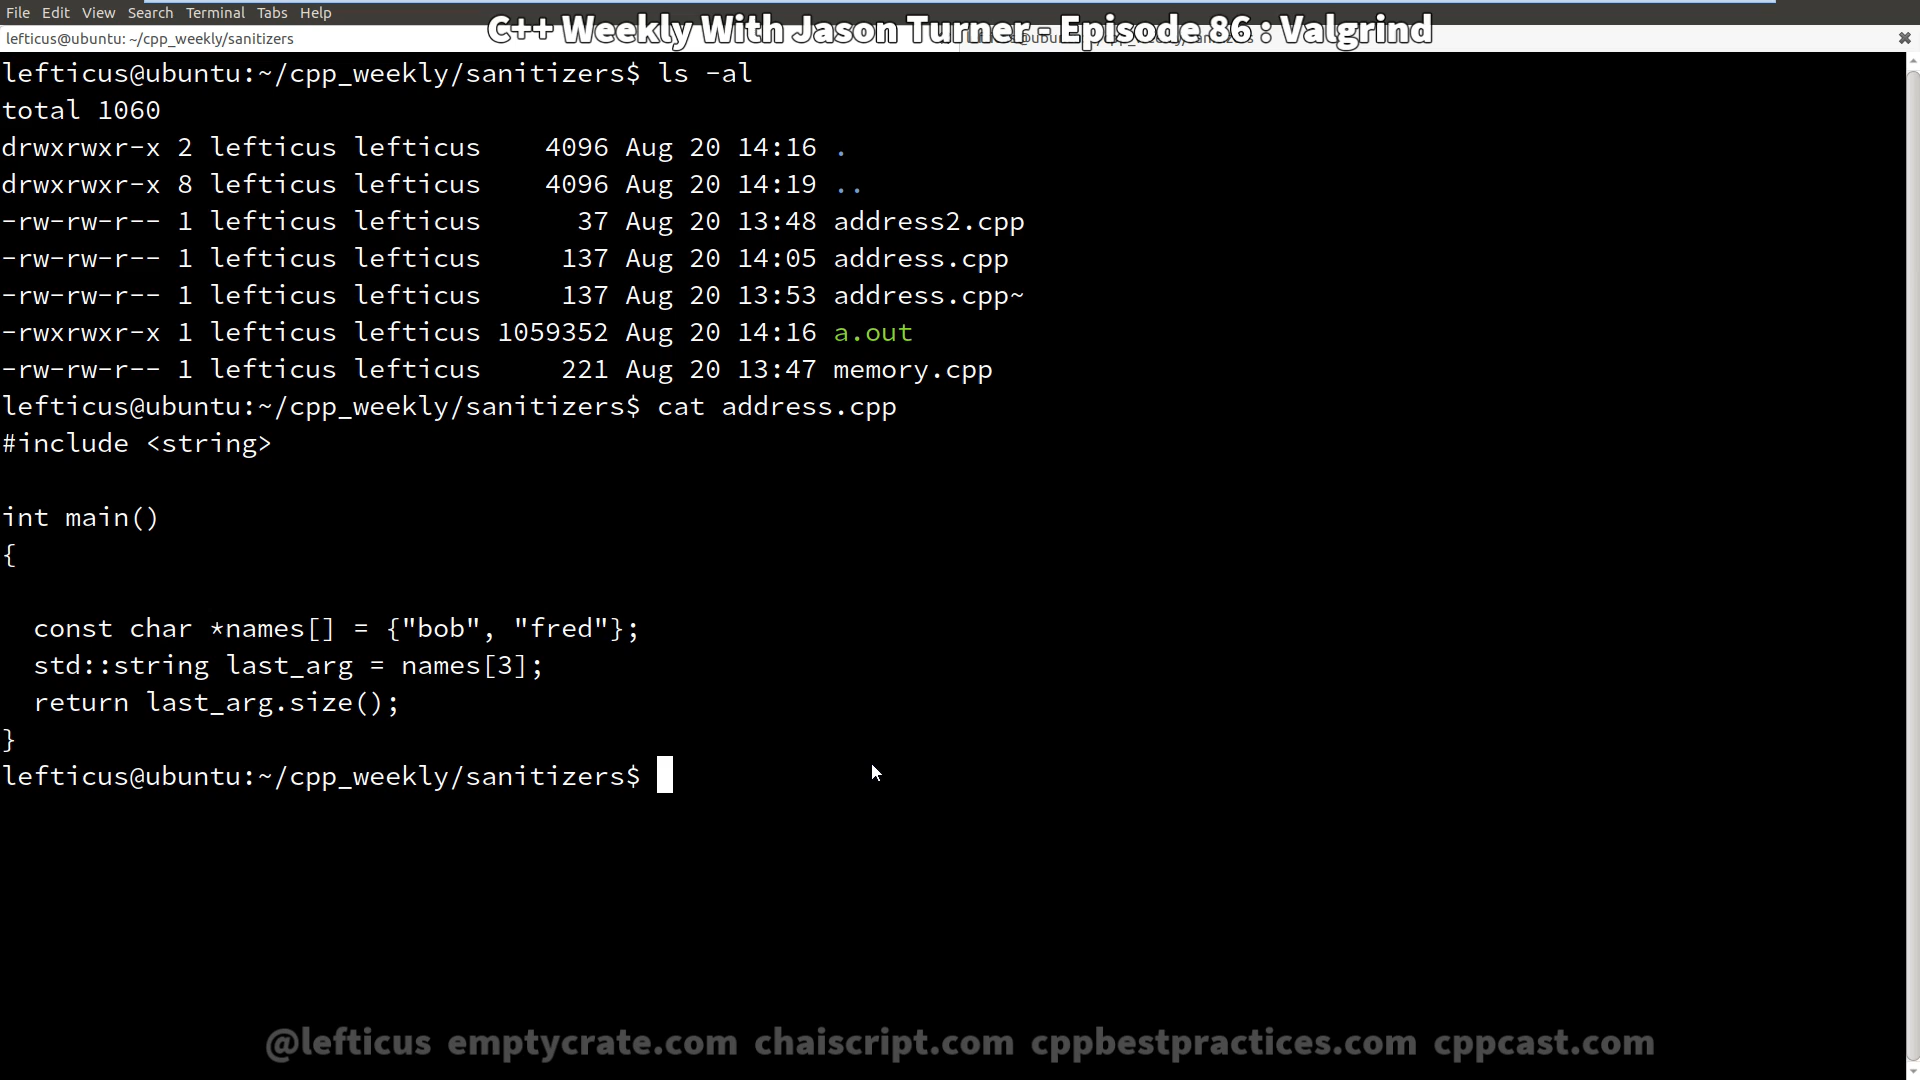 File Edit View Search Terminal Tabs Help
C++ Weekly With Jason Turner - Episode 86 : Valgrind
lefticus@ubuntu: ~/cpp_weekly/sanitizers
lefticus@ubuntu:~/cpp_weekly/sanitizers$ ls -al
total 1060
drwxrwxr-x 2 lefticus lefticus    4096 Aug 20 14:16 .
drwxrwxr-x 8 lefticus lefticus    4096 Aug 20 14:19 ..
-rw-rw-r-- 1 lefticus lefticus      37 Aug 20 13:48 address2.cpp
-rw-rw-r-- 1 lefticus lefticus     137 Aug 20 14:05 address.cpp
-rw-rw-r-- 1 lefticus lefticus     137 Aug 20 13:53 address.cpp~
-rwxrwxr-x 1 lefticus lefticus 1059352 Aug 20 14:16 a.out
-rw-rw-r-- 1 lefticus lefticus     221 Aug 20 13:47 memory.cpp
lefticus@ubuntu:~/cpp_weekly/sanitizers$ cat address.cpp
#include <string>

int main()
{

  const char *names[] = {"bob", "fred"};
  std::string last_arg = names[3];
  return last_arg.size();
}
lefticus@ubuntu:~/cpp_weekly/sanitizers$
@lefticus emptycrate.com chaiscript.com cppbestpractices.com cppcast.com